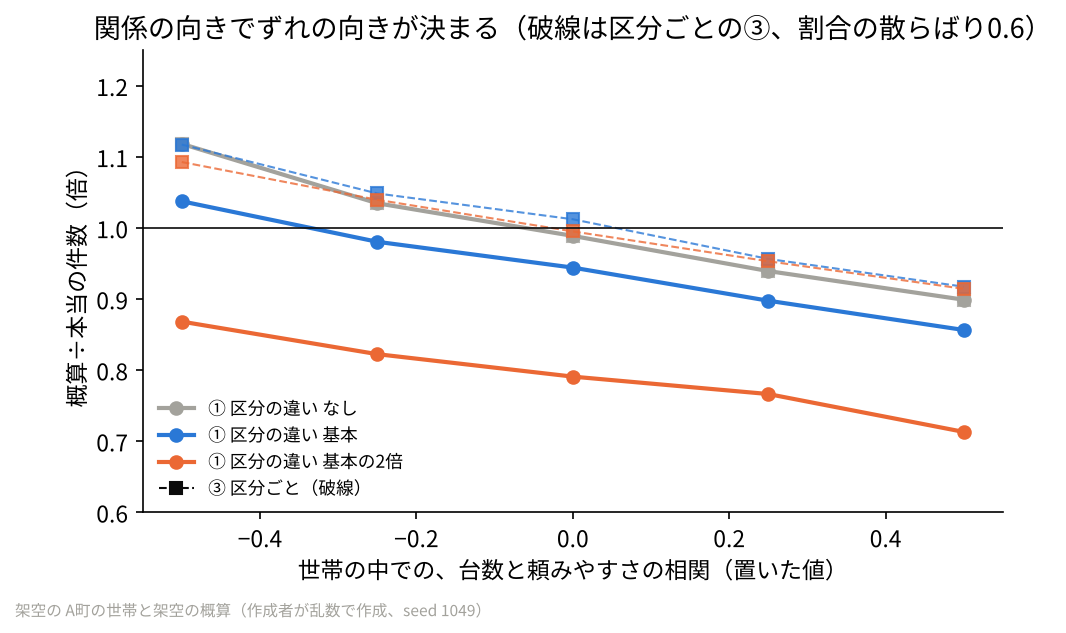 関係の向きでずれの向きが決まる（破線は区分ごとの③、割合の散らばり0.6）
概算÷本当の件数（倍）
1.2
1.1
1.0
0.9
0.8
0.7
0.6
① 区分の違い なし
① 区分の違い 基本
① 区分の違い 基本の2倍
③ 区分ごと（破線）
−0.4
−0.2
0.0
0.2
0.4
世帯の中での、台数と頼みやすさの相関（置いた値）
架空の A町の世帯と架空の概算（作成者が乱数で作成、seed 1049）